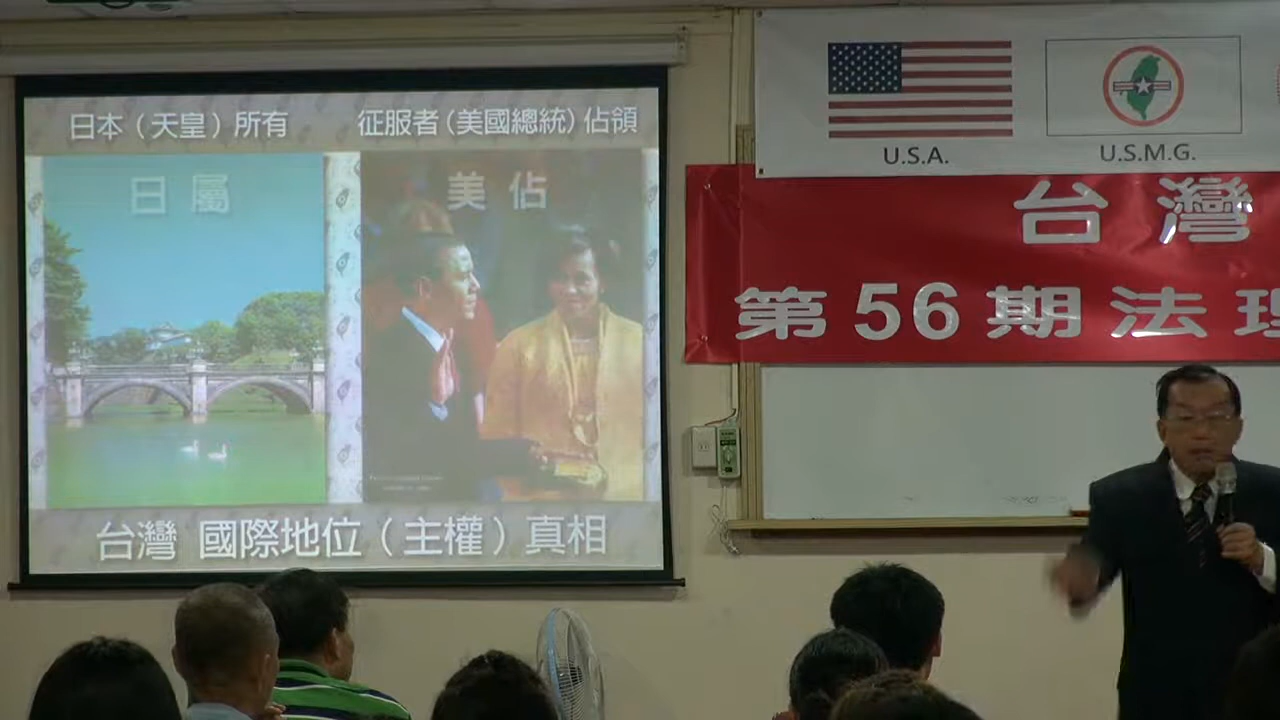 日本（天皇）所有
征服者（美國總統）佔領
日屬
美佔
台灣 國際地位（主權）真相
U.S.A.
U.S.M.G.
台灣
第56期法理